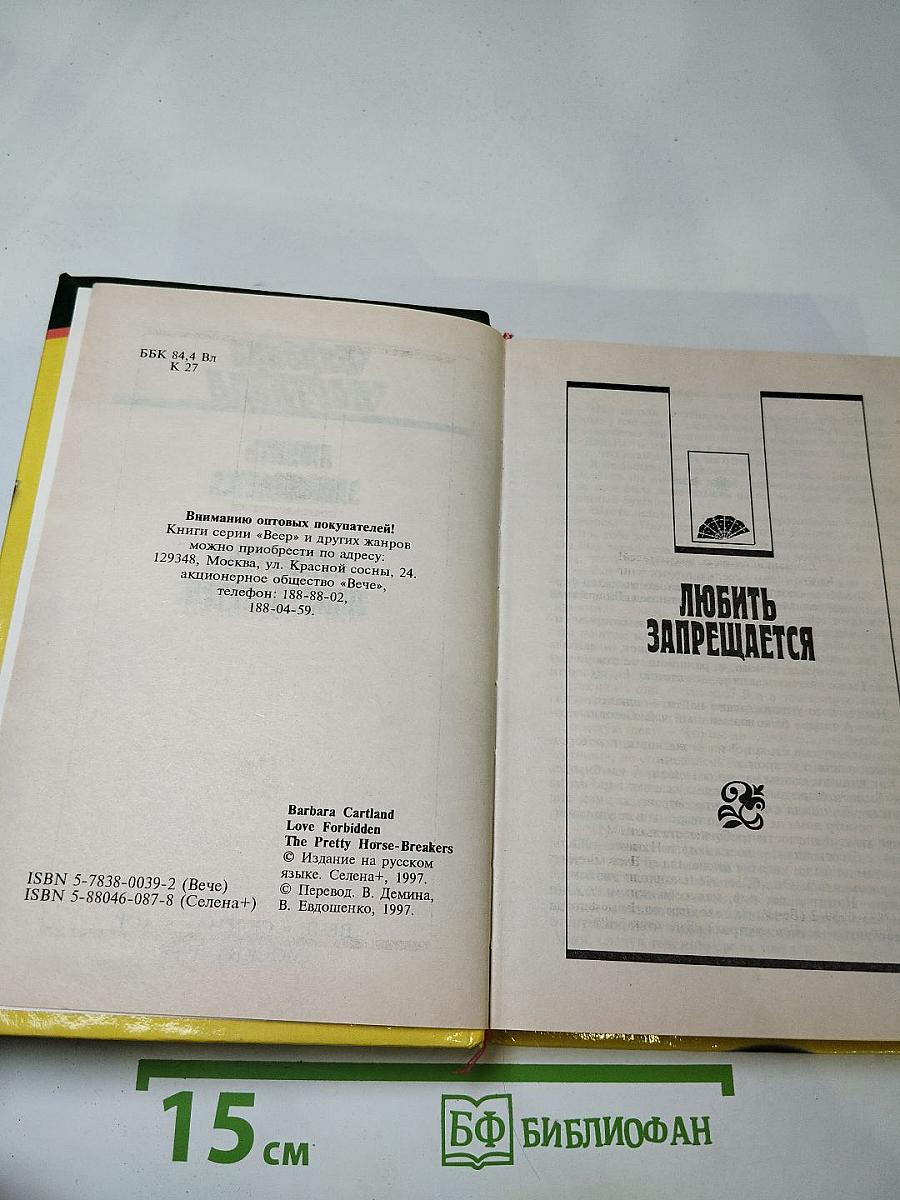 ББК 84,4 Вл
К 27
Вниманию оптовых покупателей!
Книги серии «Веер» и других жанров
можно приобрести по адресу:
129348, Москва, ул. Красной сосны, 24.
акционерное общество «Вече»,
телефон: 188-88-02,
188-04-59.
Barbara Cartland
Love Forbidden
The Pretty Horse-Breakers
© Издание на русском
языке. Селена+, 1997.
© Перевод. В. Демина,
В. Евдошенко, 1997.
ISBN 5-7838-0039-2 (Вече)
ISBN 5-88046-087-8 (Селена+)
ЛЮБИТЬ
ЗАПРЕЩАЕТСЯ
15 см
БФ БИБЛИОФАН